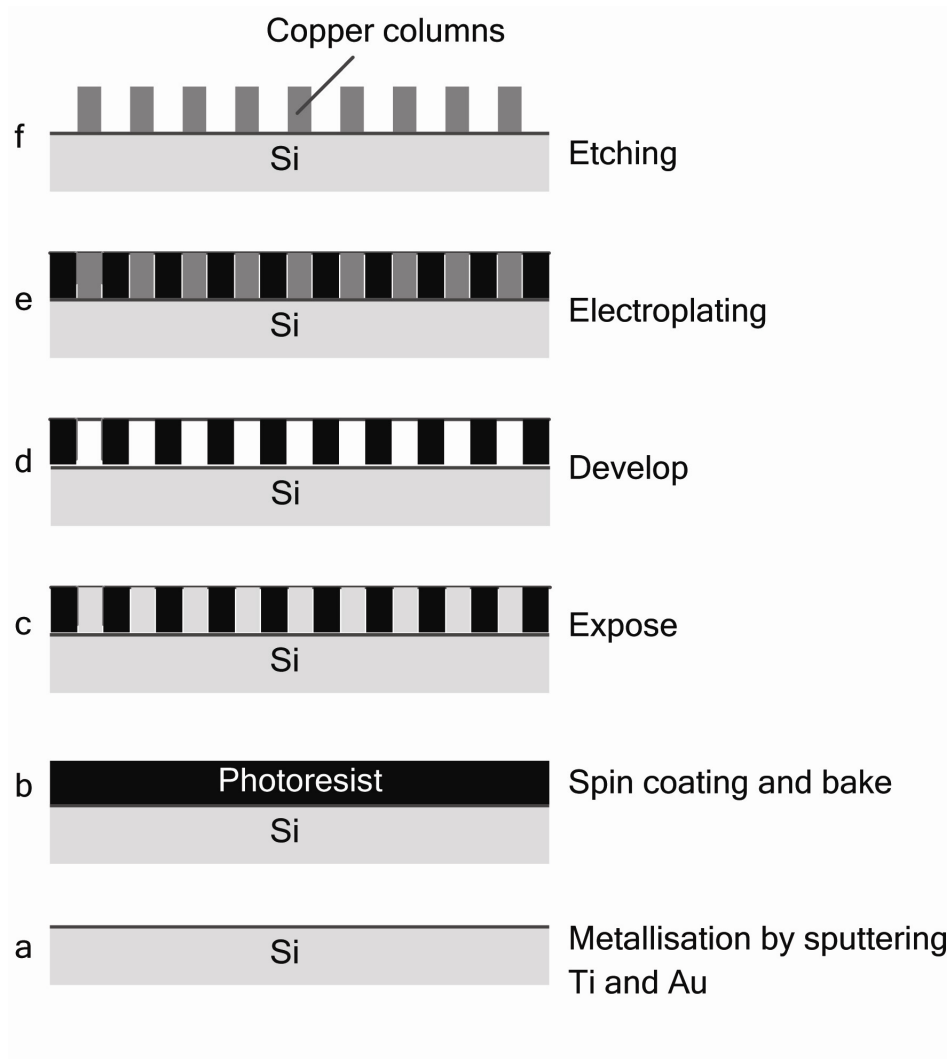 Copper columns
f
Si
Etching
e
Si
Electroplating
d
Si
Develop
c
Si
Expose
b
Photoresist
Si
Spin coating and bake
a
Si
Metallisation by sputtering
Ti and Au